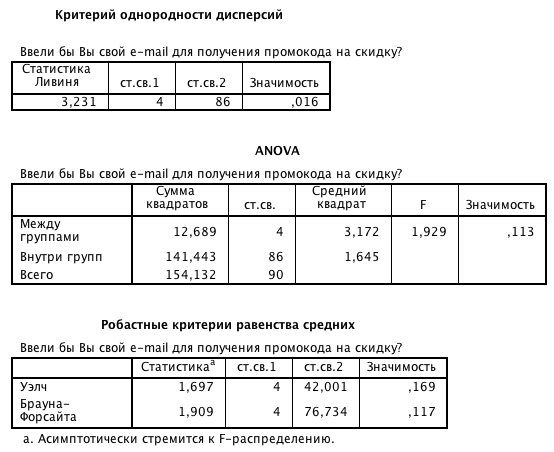 Критерий однородности дисперсий
Ввели бы Вы свой e-mail для получения промокода на скидку?
Статистика Ливиня ст.св.1 ст.св.2 Значимость
3,231 4 86 ,016
ANOVA
Ввели бы Вы свой e-mail для получения промокода на скидку?
Сумма квадратов ст.св. Средний квадрат F Значимость
Между группами 12,689 4 3,172 1,929 ,113
Внутри групп 141,443 86 1,645
Всего 154,132 90
Робастные критерии равенства средних
Ввели бы Вы свой e-mail для получения промокода на скидку?
Статистикаª ст.св.1 ст.св.2 Значимость
Уэлч 1,697 4 42,001 ,169
Брауна-Форсайта 1,909 4 76,734 ,117
a. Асимптотически стремится к F-распределению.